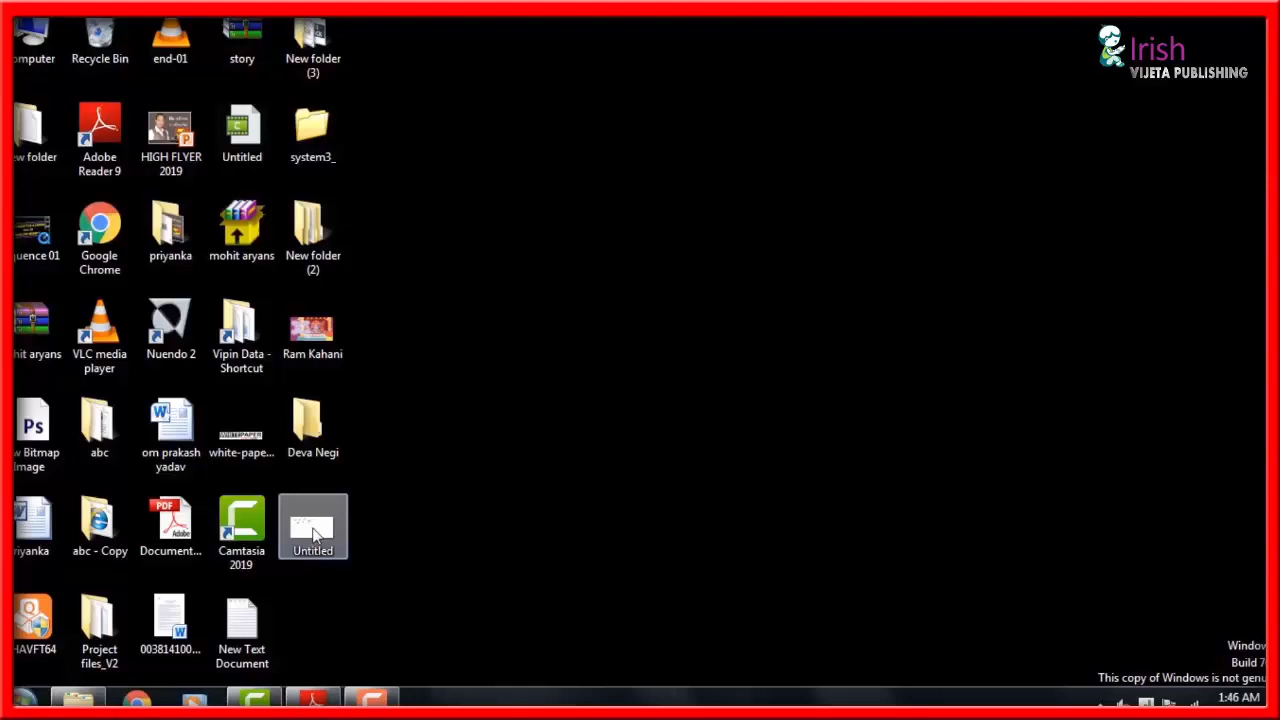 Irish
VIJETA PUBLISHING
omputer
Recycle Bin
end-01
story
New folder
(3)
w folder
Adobe
Reader 9
HIGH FLYER
2019
Untitled
system3_
quence 01
Google
Chrome
priyanka
mohit aryans
New folder
(2)
hit aryans
VLC media
player
Nuendo 2
Vipin Data -
Shortcut
Ram Kahani
Ps
w Bitmap
Image
abc
om prakash
yadav
white-pape...
Deva Negi
riyanka
abc - Copy
PDF
Adobe
Document...
Camtasia
2019
Untitled
HAVFT64
Project
files_V2
003814100...
New Text
Document
Window
Build 7
This copy of Windows is not genu
1:46 AM